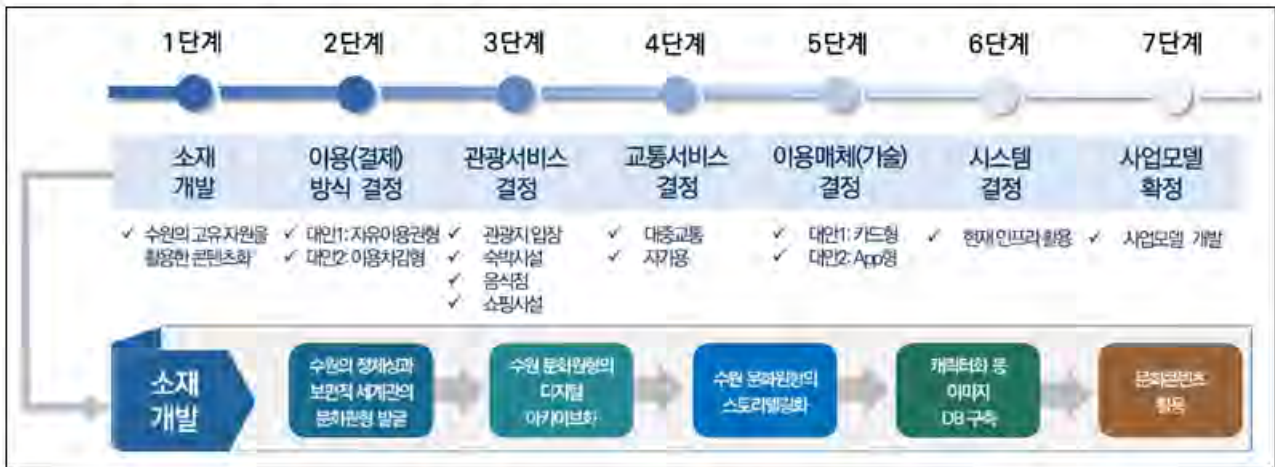 1단계
2단계
3단계
4단계
5단계
6단계
7단계
소재
개발
이용(결제)
방식 결정
관광서비스
결정
교통서비스
결정
이용매체(기술)
결정
시스템
결정
사업모델
확정
✓ 수원의 고유자원을
활용한 콘텐츠화
✓ 대안1: 자유이용권형
✓ 대안2: 이용차감형
✓ 관광지 입장
✓ 숙박시설
✓ 음식점
✓ 쇼핑시설
✓ 대중교통
✓ 자가용
✓ 대안1: 카드형
✓ 대안2: App형
✓ 현재 인프라 활용
✓ 사업모델 개발
소재
개발
수원의 정체성과
보편적 세계관의
문화원형 발굴
수원 문화원형의
디지털
아카이브화
수원 문화원형의
스토리텔링화
캐릭터화 등
이미지
DB 구축
문화콘텐츠
활용